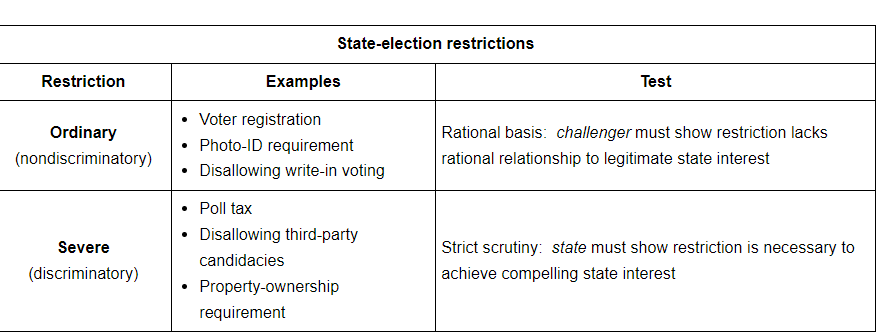 State-election restrictions
Restriction
Examples
Test
Ordinary
(nondiscriminatory)
• Voter registration
• Photo-ID requirement
• Disallowing write-in voting
Rational basis: challenger must show restriction lacks
rational relationship to legitimate state interest
Severe
(discriminatory)
• Poll tax
• Disallowing third-party
candidacies
• Property-ownership
requirement
Strict scrutiny: state must show restriction is necessary to
achieve compelling state interest